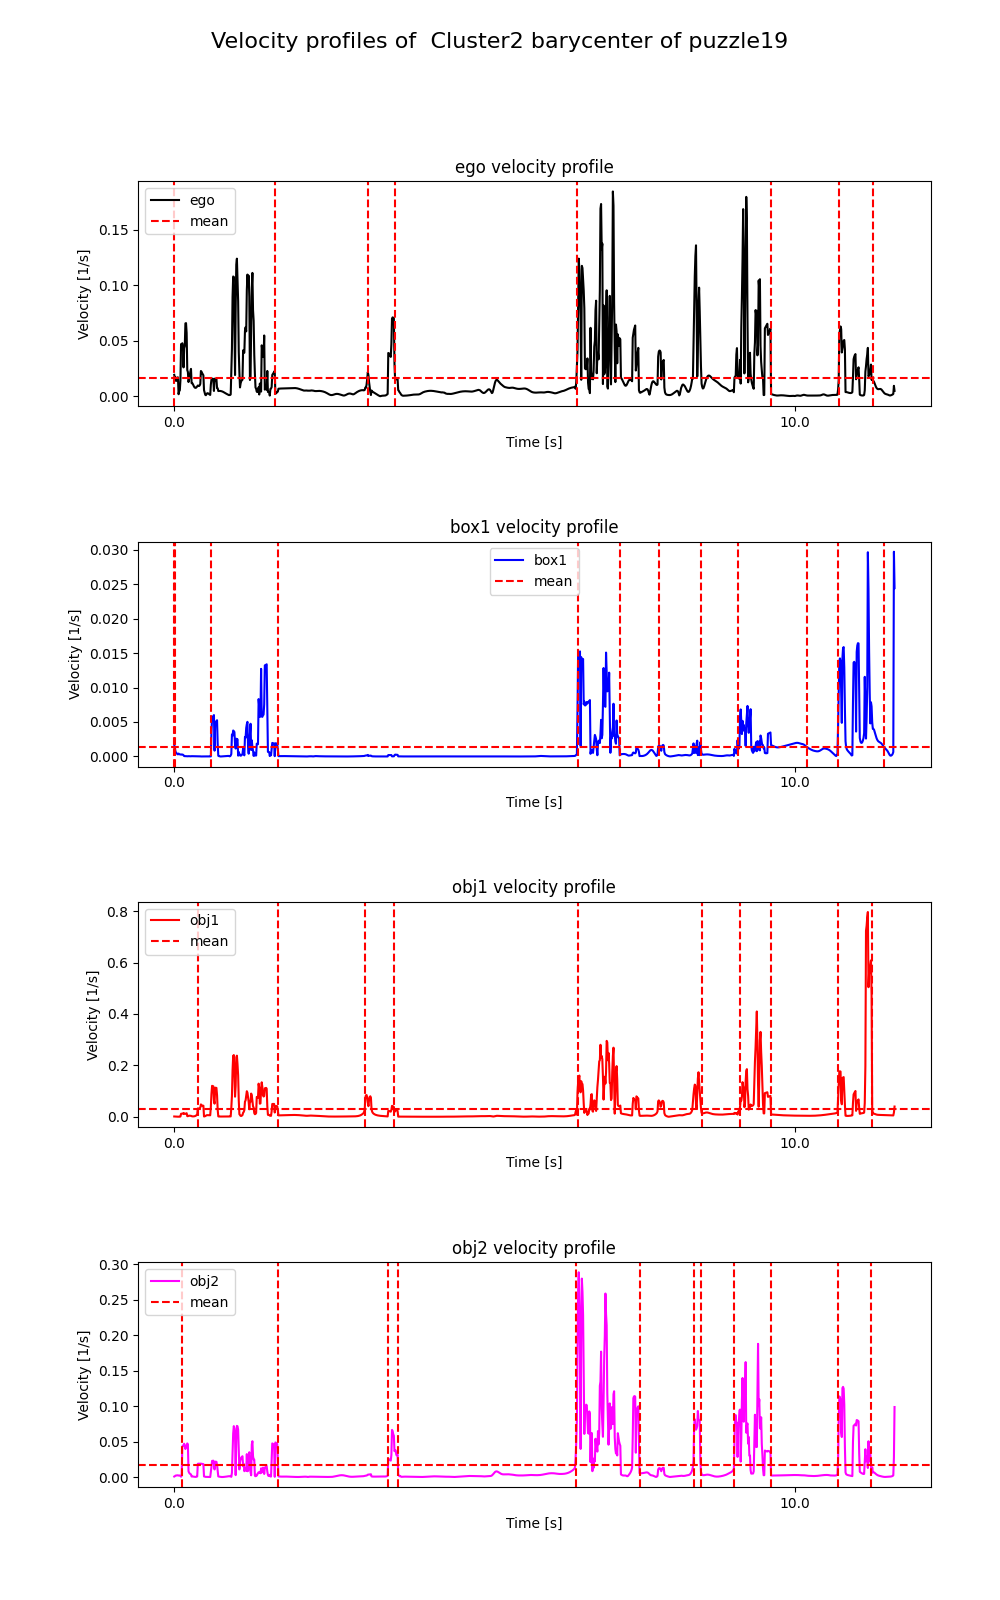 Velocity profiles of  Cluster2 barycenter of puzzle19
ego velocity profile
ego
mean
Velocity [1/s]
0.15
0.10
0.05
0.00
0.0
10.0
Time [s]
box1 velocity profile
box1
mean
Velocity [1/s]
0.030
0.025
0.020
0.015
0.010
0.005
0.000
0.0
10.0
Time [s]
obj1 velocity profile
obj1
mean
Velocity [1/s]
0.8
0.6
0.4
0.2
0.0
0.0
10.0
Time [s]
obj2 velocity profile
obj2
mean
Velocity [1/s]
0.30
0.25
0.20
0.15
0.10
0.05
0.00
0.0
10.0
Time [s]